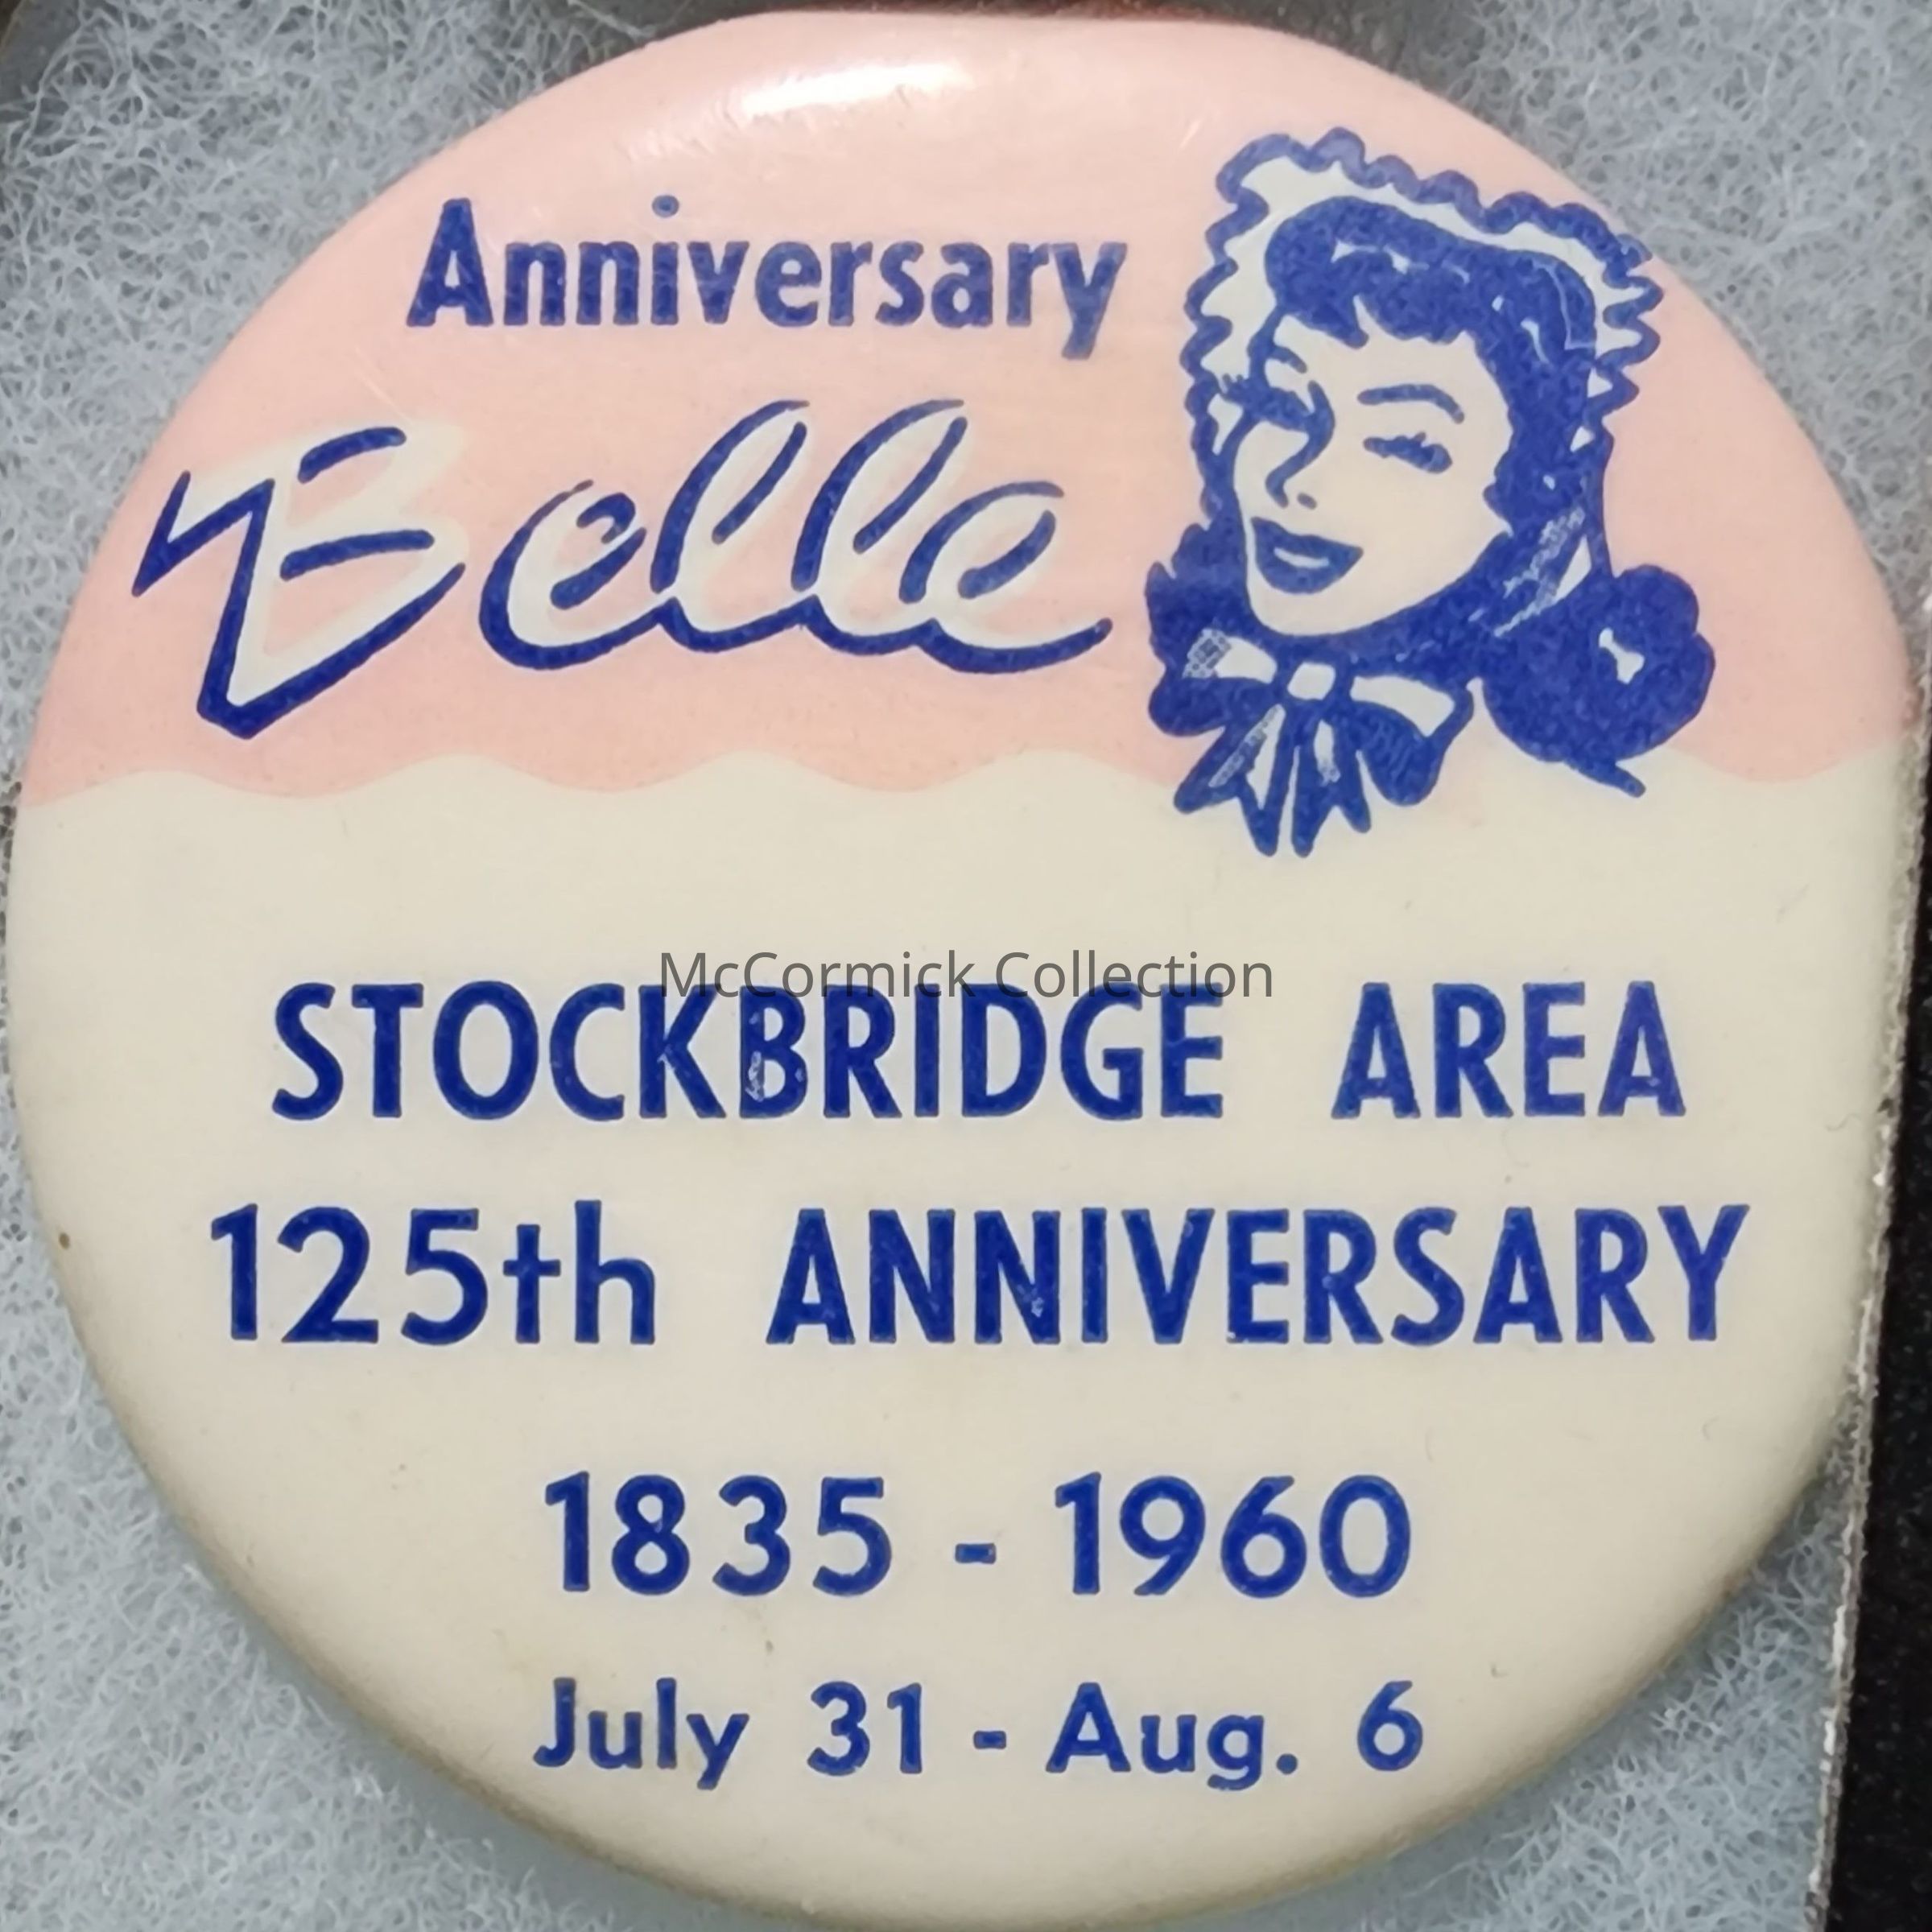 Anniversary
Belle
McCormick Collection
STOCKBRIDGE AREA
125th ANNIVERSARY
1835 - 1960
July 31 - Aug. 6